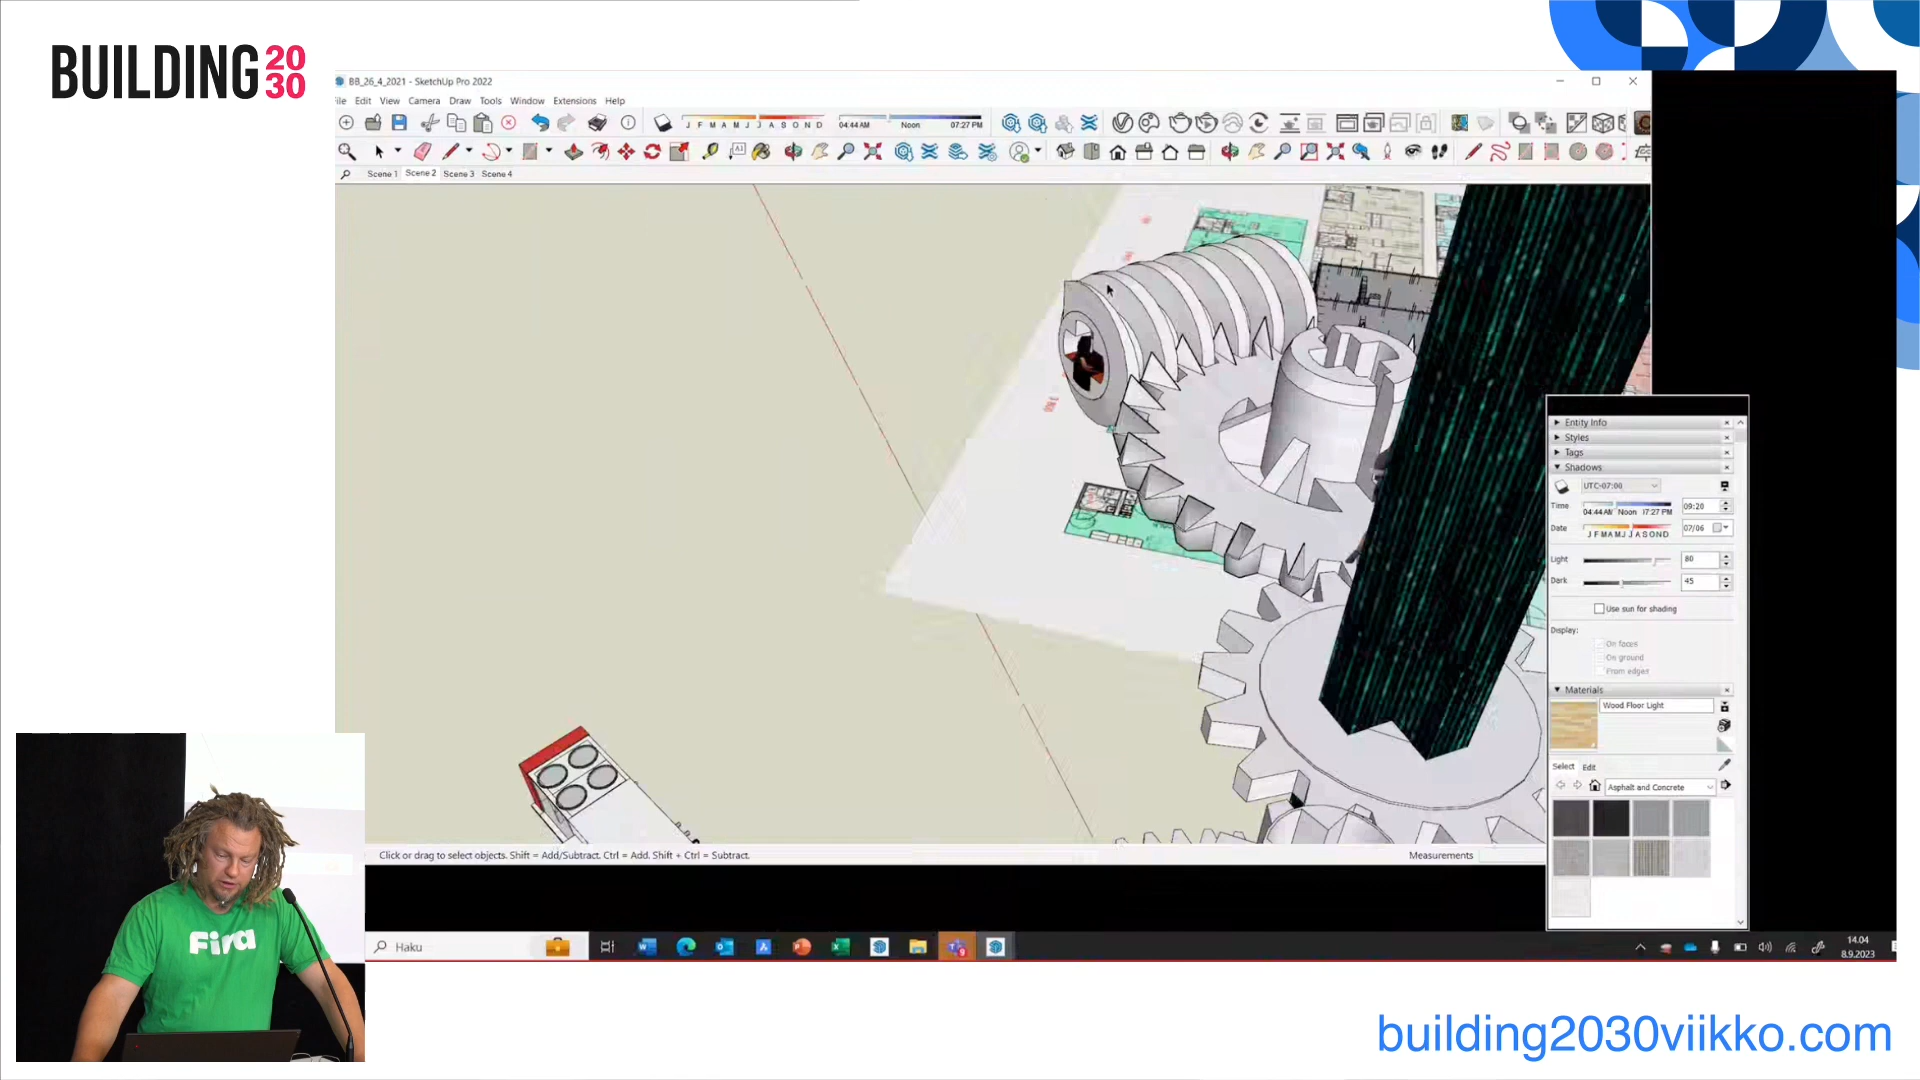 BUILDING 20
30
BB_26_4_2021 - SketchUp Pro 2022
File Edit View Camera Draw Tools Window Extensions Help
J F M A M J J A S O N D 04:44 AM Noon 07:27 PM
Scene 1 Scene 2 Scene 3 Scene 4
Entity Info
Styles
Tags
Shadows
UTC-07:00
Time 04:44 AM Noon 07:27 PM 09:20
Date J F M A M J J A S O N D 07/06
Light 80
Dark 45
Use sun for shading
Display:
On faces
On ground
From edges
Materials
Wood Floor Light
Select Edit
Asphalt and Concrete
Click or drag to select objects. Shift = Add/Subtract. Ctrl = Add. Shift + Ctrl = Subtract.
Measurements
Haku
14.04
8.9.2023
Fira
building2030viikko.com